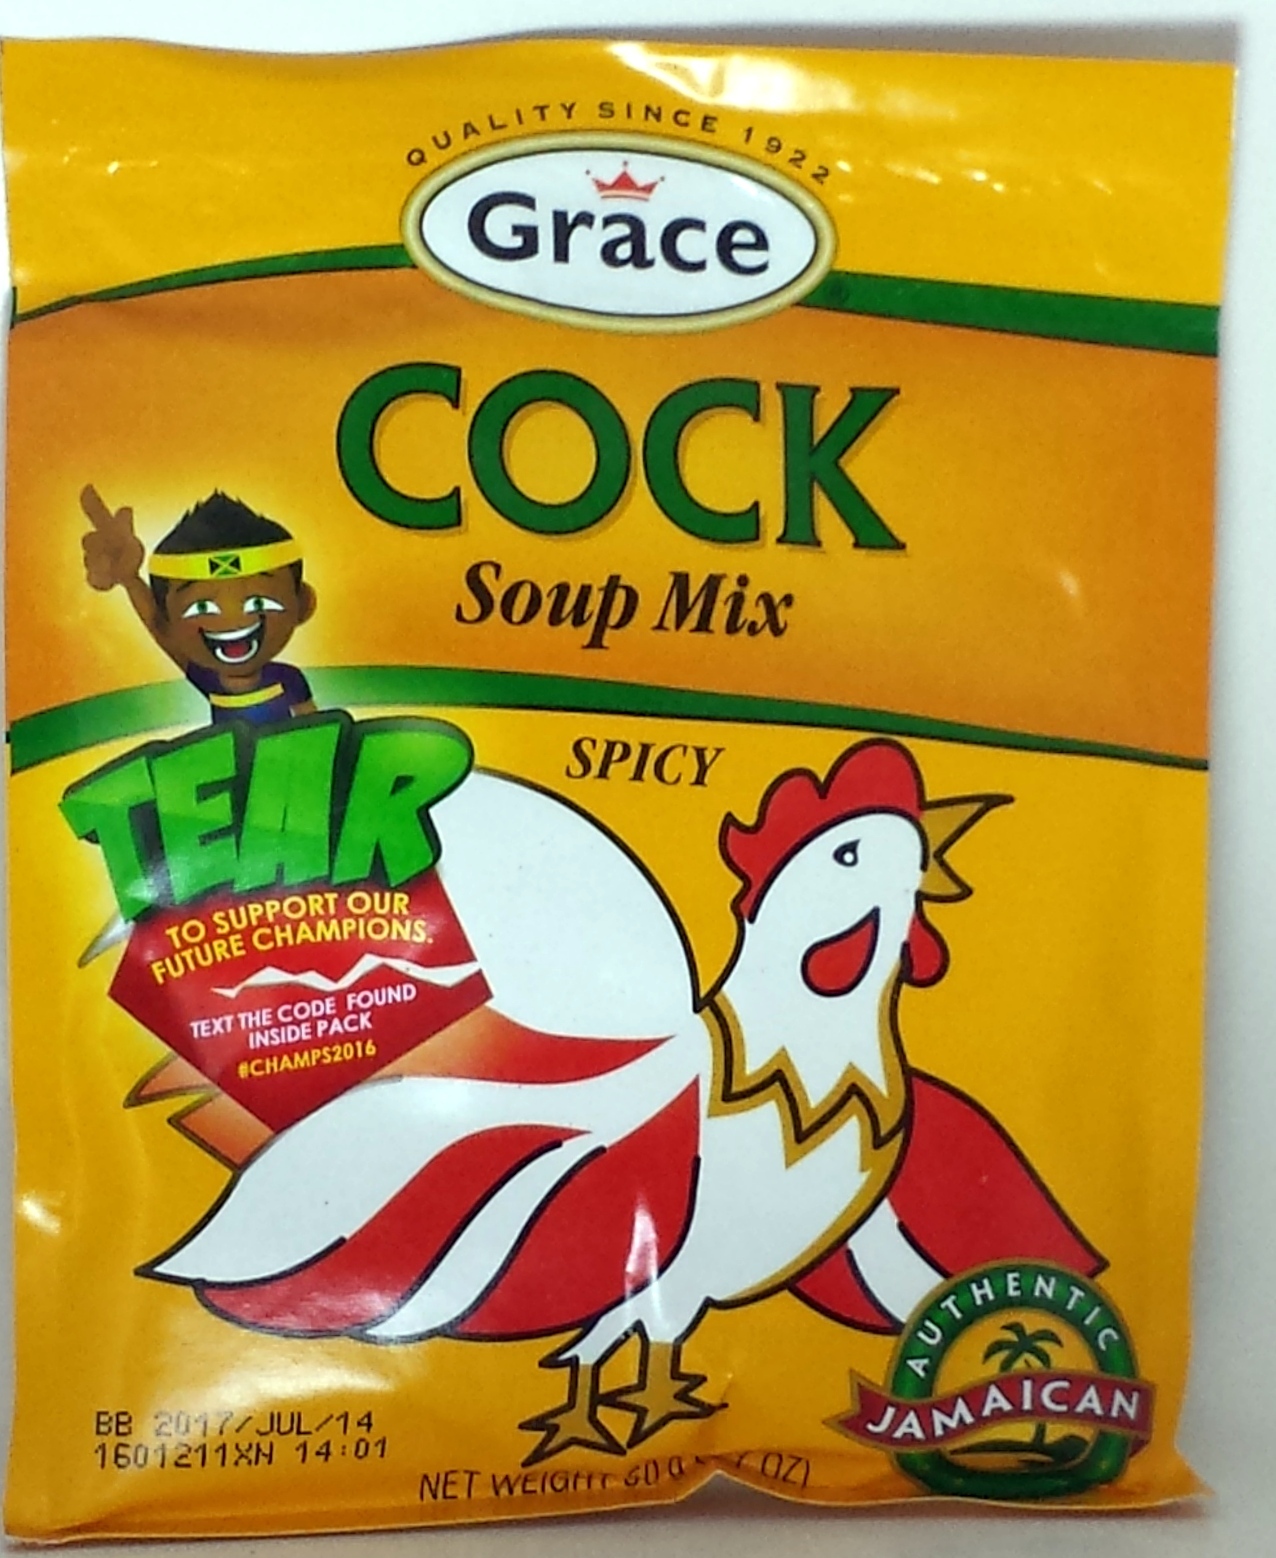 QUALITY SINCE 1922
Grace
COCK
Soup Mix
SPICY
TEAR
TO SUPPORT OUR
FUTURE CHAMPIONS.
TEXT THE CODE FOUND
INSIDE PACK
#CHAMPS2016
AUTHENTIC
JAMAICAN
BB 2017/JUL/14
1601211XN 14:01
NET WEIGHT OZ)